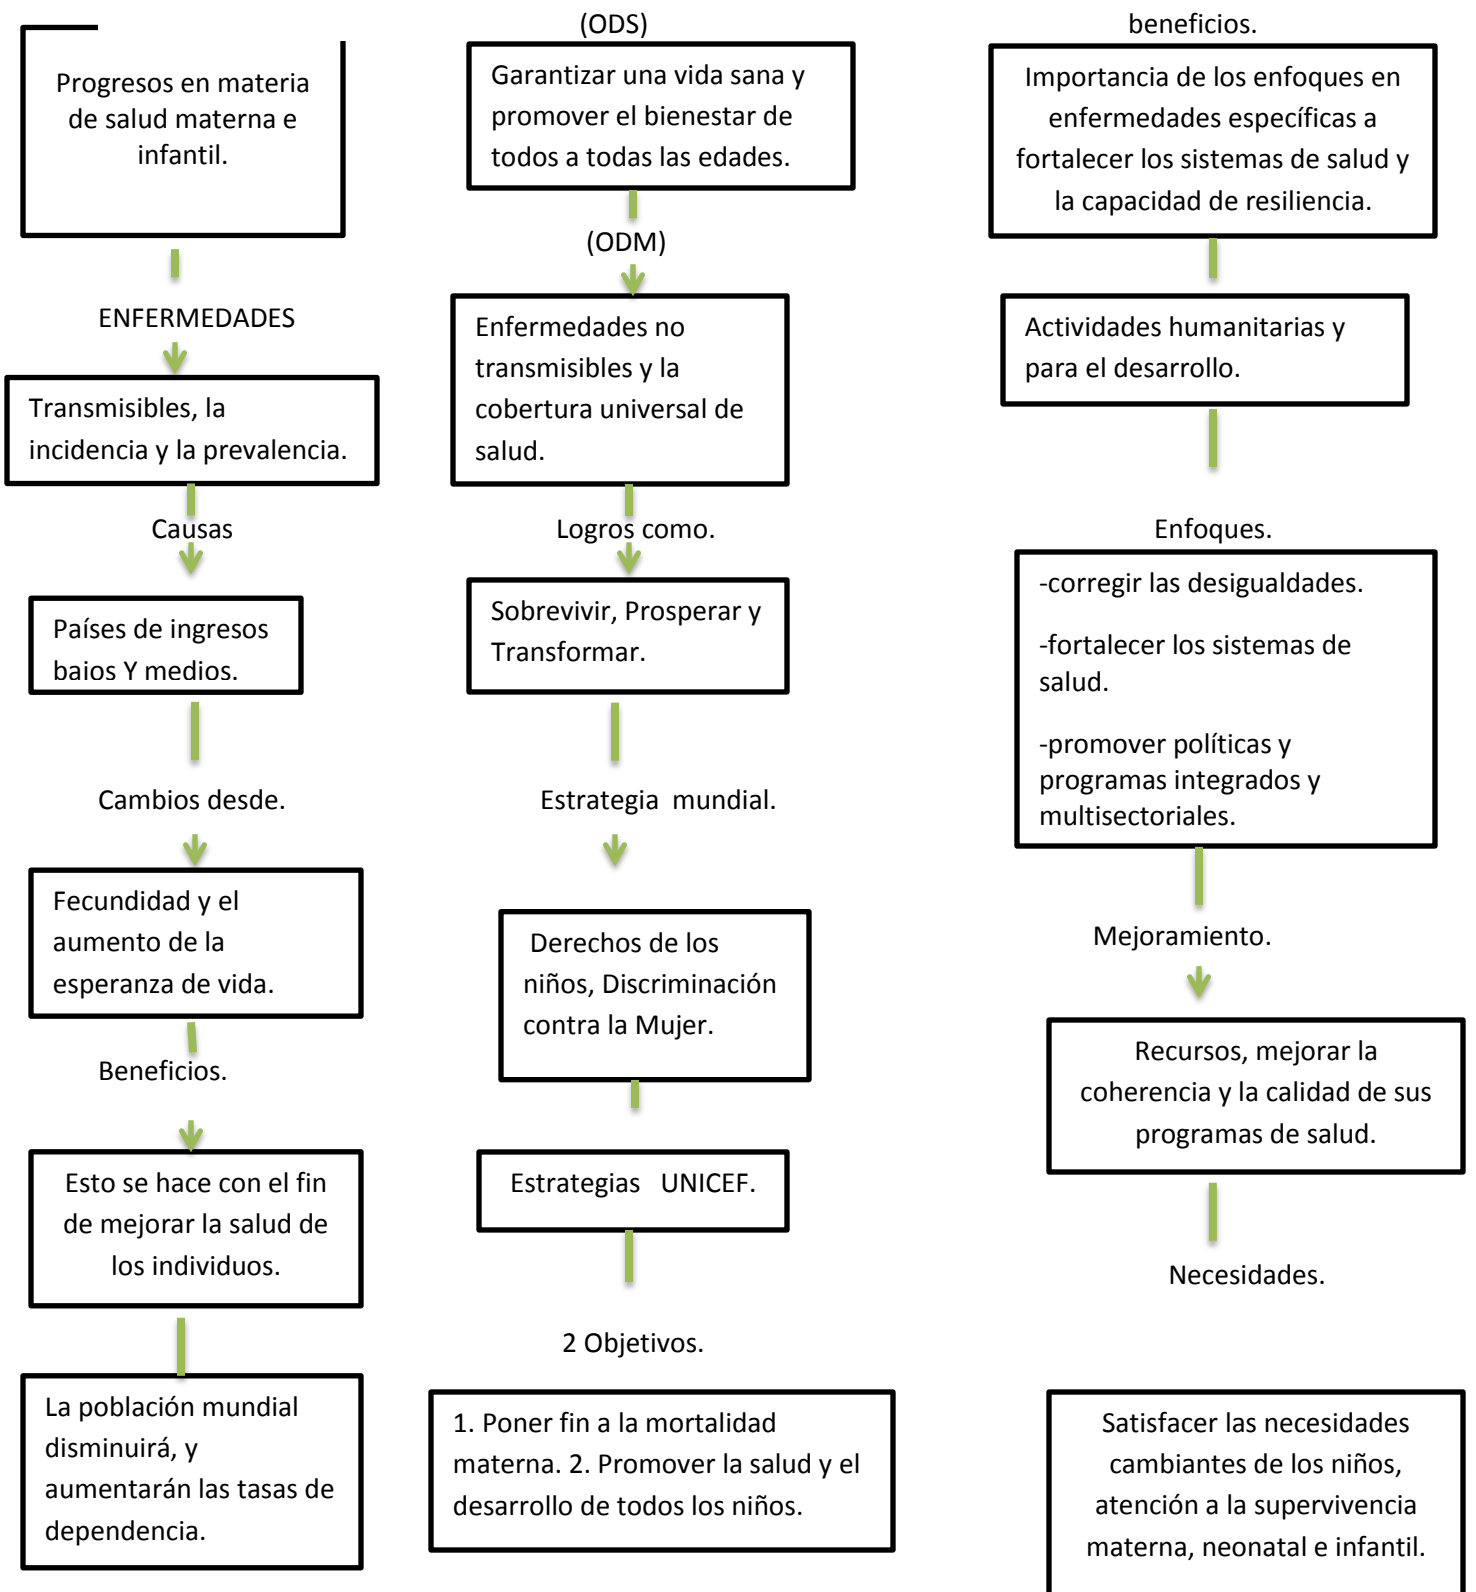 Progresos en materia
de salud materna e
infantil.
ENFERMEDADES
Transmisibles, la
incidencia y la prevalencia.
Causas
Países de ingresos
baios Y medios.
Cambios desde.
Fecundidad y el
aumento de la
esperanza de vida.
Beneficios.
Esto se hace con el fin
de mejorar la salud de
los individuos.
La población mundial
disminuirá, y
aumentarán las tasas de
dependencia.
(ODS)
Garantizar una vida sana y
promover el bienestar de
todos a todas las edades.
(ODM)
Enfermedades no
transmisibles y la
cobertura universal de
salud.
Logros como.
Sobrevivir, Prosperar y
Transformar.
Estrategia mundial.
Derechos de los
niños, Discriminación
contra la Mujer.
Estrategias UNICEF.
2 Objetivos.
1. Poner fin a la mortalidad
materna. 2. Promover la salud y el
desarrollo de todos los niños.
beneficios.
Importancia de los enfoques en
enfermedades específicas a
fortalecer los sistemas de salud y
la capacidad de resiliencia.
Actividades humanitarias y
para el desarrollo.
Enfoques.
-corregir las desigualdades.
-fortalecer los sistemas de
salud.
-promover políticas y
programas integrados y
multisectoriales.
Mejoramiento.
Recursos, mejorar la
coherencia y la calidad de sus
programas de salud.
Necesidades.
Satisfacer las necesidades
cambiantes de los niños,
atención a la supervivencia
materna, neonatal e infantil.